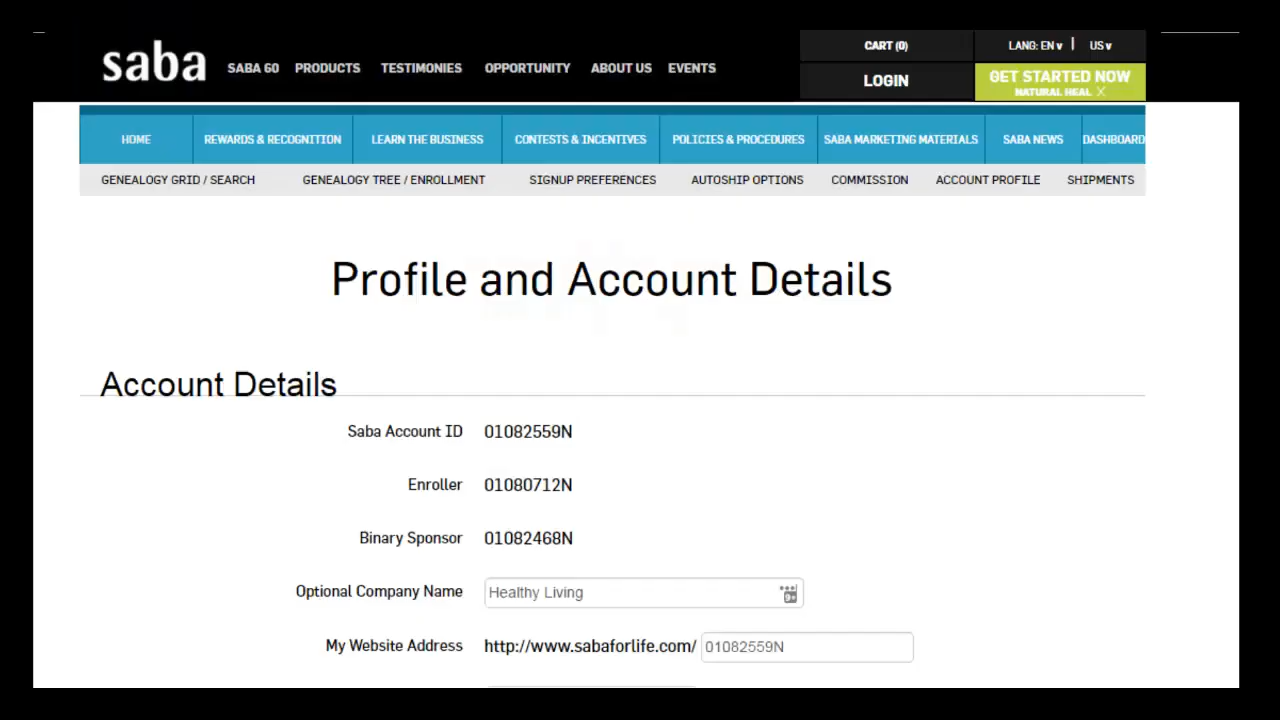 saba
SABA 60 PRODUCTS TESTIMONIES OPPORTUNITY ABOUT US EVENTS
CART (0)
LANG: EN v | US v
LOGIN
GET STARTED NOW
NATURAL HEAL X
HOME REWARDS & RECOGNITION LEARN THE BUSINESS CONTESTS & INCENTIVES POLICIES & PROCEDURES SABA MARKETING MATERIALS SABA NEWS DASHBOARD
GENEALOGY GRID / SEARCH GENEALOGY TREE / ENROLLMENT SIGNUP PREFERENCES AUTOSHIP OPTIONS COMMISSION ACCOUNT PROFILE SHIPMENTS
Profile and Account Details
Account Details
Saba Account ID 01082559N
Enroller 01080712N
Binary Sponsor 01082468N
Optional Company Name Healthy Living 9+
My Website Address http://www.sabaforlife.com/ 01082559N